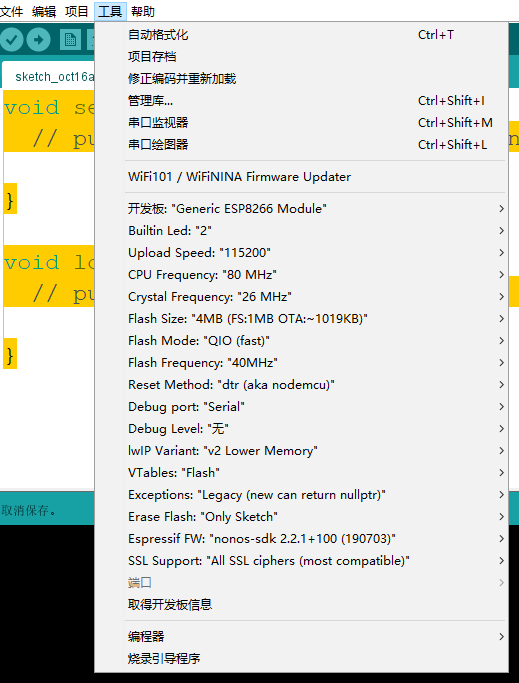 文件 编辑 项目 工具 帮助
sketch_oct16a
自动格式化 Ctrl+T
项目存档
修正编码并重新加载
管理库... Ctrl+Shift+I
串口监视器 Ctrl+Shift+M
串口绘图器 Ctrl+Shift+L
WiFi101 / WiFiNINA Firmware Updater
开发板: "Generic ESP8266 Module"
Builtin Led: "2"
Upload Speed: "115200"
CPU Frequency: "80 MHz"
Crystal Frequency: "26 MHz"
Flash Size: "4MB (FS:1MB OTA:~1019KB)"
Flash Mode: "QIO (fast)"
Flash Frequency: "40MHz"
Reset Method: "dtr (aka nodemcu)"
Debug port: "Serial"
Debug Level: "无"
lwIP Variant: "v2 Lower Memory"
VTables: "Flash"
Exceptions: "Legacy (new can return nullptr)"
Erase Flash: "Only Sketch"
Espressif FW: "nonos-sdk 2.2.1+100 (190703)"
SSL Support: "All SSL ciphers (most compatible)"
端口
取得开发板信息
编程器
烧录引导程序
void se
// pu
}
void lo
// pu
}
取消保存。